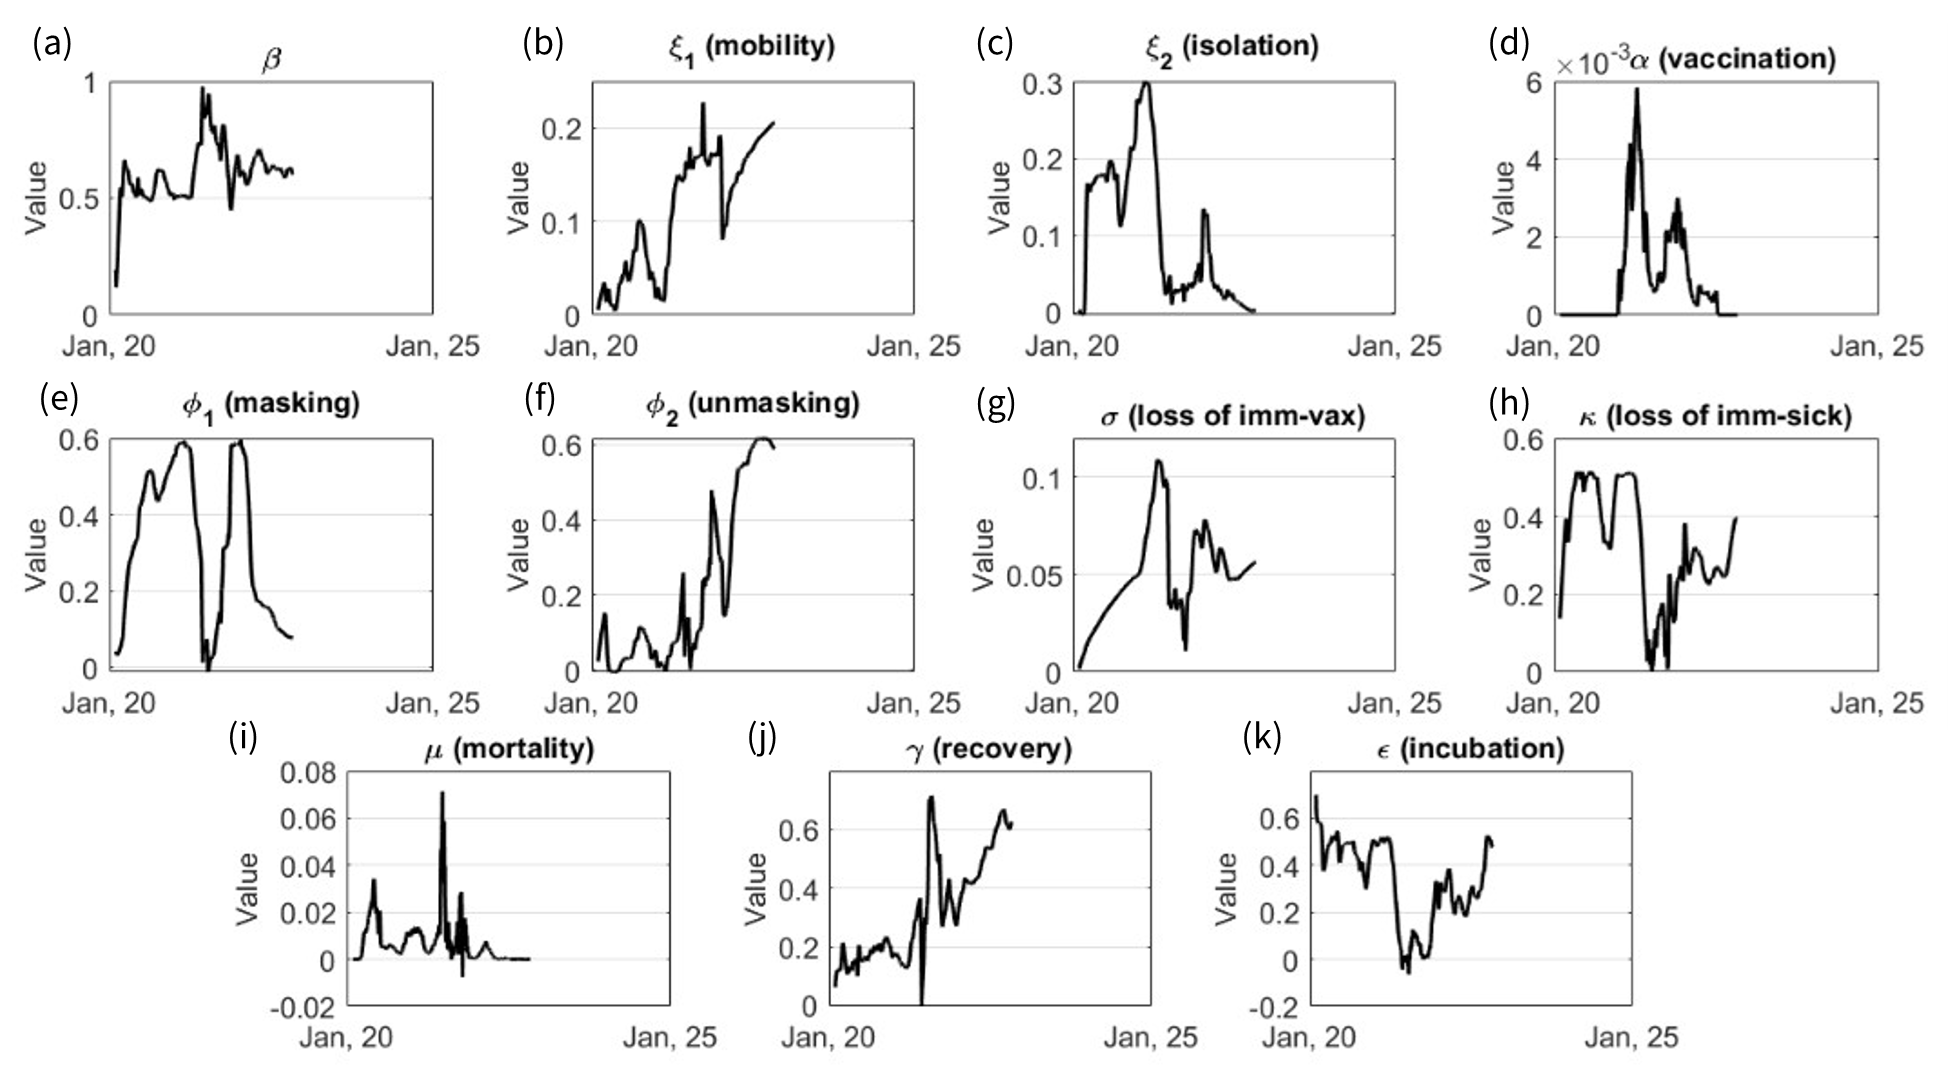 (a) β
1
0.5
0
Value
Jan, 20 Jan, 25
(b) ξ1 (mobility)
0.2
0.1
0
Value
Jan, 20 Jan, 25
(c) ξ2 (isolation)
0.3
0.2
0.1
0
Value
Jan, 20 Jan, 25
(d) ×10-3 α (vaccination)
6
4
2
0
Value
Jan, 20 Jan, 25
(e) ϕ1 (masking)
0.6
0.4
0.2
0
Value
Jan, 20 Jan, 25
(f) ϕ2 (unmasking)
0.6
0.4
0.2
0
Value
Jan, 20 Jan, 25
(g) σ (loss of imm-vax)
0.1
0.05
0
Value
Jan, 20 Jan, 25
(h) κ (loss of imm-sick)
0.6
0.4
0.2
0
Value
Jan, 20 Jan, 25
(i) μ (mortality)
0.08
0.06
0.04
0.02
0
-0.02
Value
Jan, 20 Jan, 25
(j) γ (recovery)
0.6
0.4
0.2
0
Value
Jan, 20 Jan, 25
(k) ϵ (incubation)
0.6
0.4
0.2
0
-0.2
Value
Jan, 20 Jan, 25